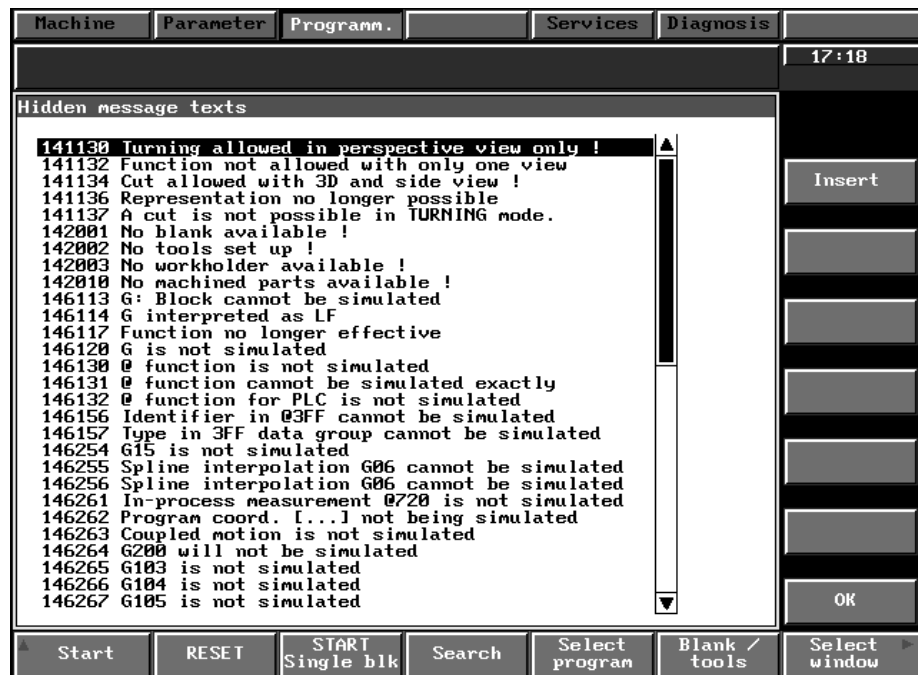 Machine Parameter Programm. Services Diagnosis
17:18
Hidden message texts
141130 Turning allowed in perspective view only !
141132 Function not allowed with only one view
141134 Cut allowed with 3D and side view !
141136 Representation no longer possible
141137 A cut is not possible in TURNING mode.
142001 No blank available !
142002 No tools set up !
142003 No workholder available !
142010 No machined parts available !
146113 G: Block cannot be simulated
146114 G interpreted as LF
146117 Function no longer effective
146120 G is not simulated
146130 @ function is not simulated
146131 @ function cannot be simulated exactly
146132 @ function for PLC is not simulated
146156 Identifier in @3FF cannot be simulated
146157 Type in 3FF data group cannot be simulated
146254 G15 is not simulated
146255 Spline interpolation G06 cannot be simulated
146256 Spline interpolation G06 cannot be simulated
146261 In-process measurement @720 is not simulated
146262 Program coord. [...] not being simulated
146263 Coupled motion is not simulated
146264 G200 will not be simulated
146265 G103 is not simulated
146266 G104 is not simulated
146267 G105 is not simulated
Insert
OK
Start
RESET
START
Single blk
Search
Select
program
Blank /
tools
Select
window